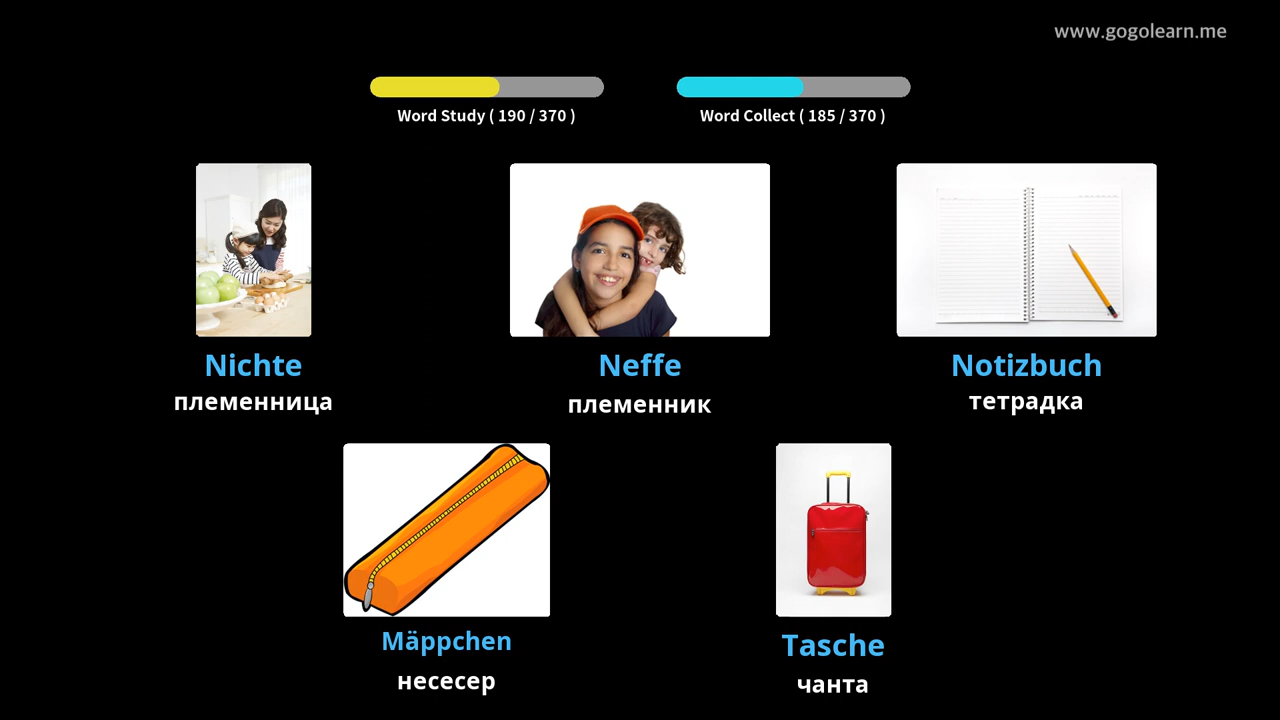 www.gogolearn.me
Word Study ( 190 / 370 )
Word Collect ( 185 / 370 )
Nichte
племенница
Neffe
племенник
Notizbuch
тетрадка
Mäppchen
несесер
Tasche
чанта